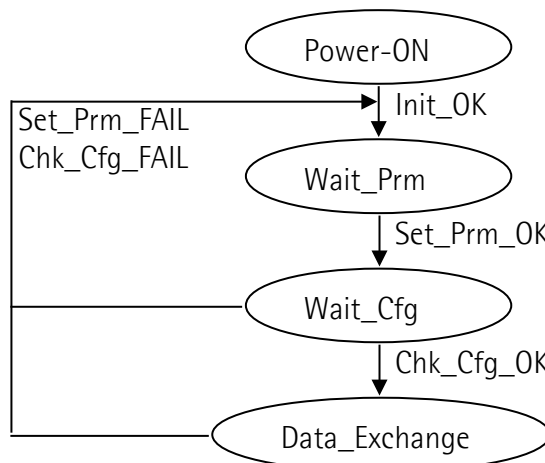 Power-ON
Init_OK
Set_Prm_FAIL
Chk_Cfg_FAIL
Wait_Prm
Set_Prm_OK
Wait_Cfg
Chk_Cfg_OK
Data_Exchange